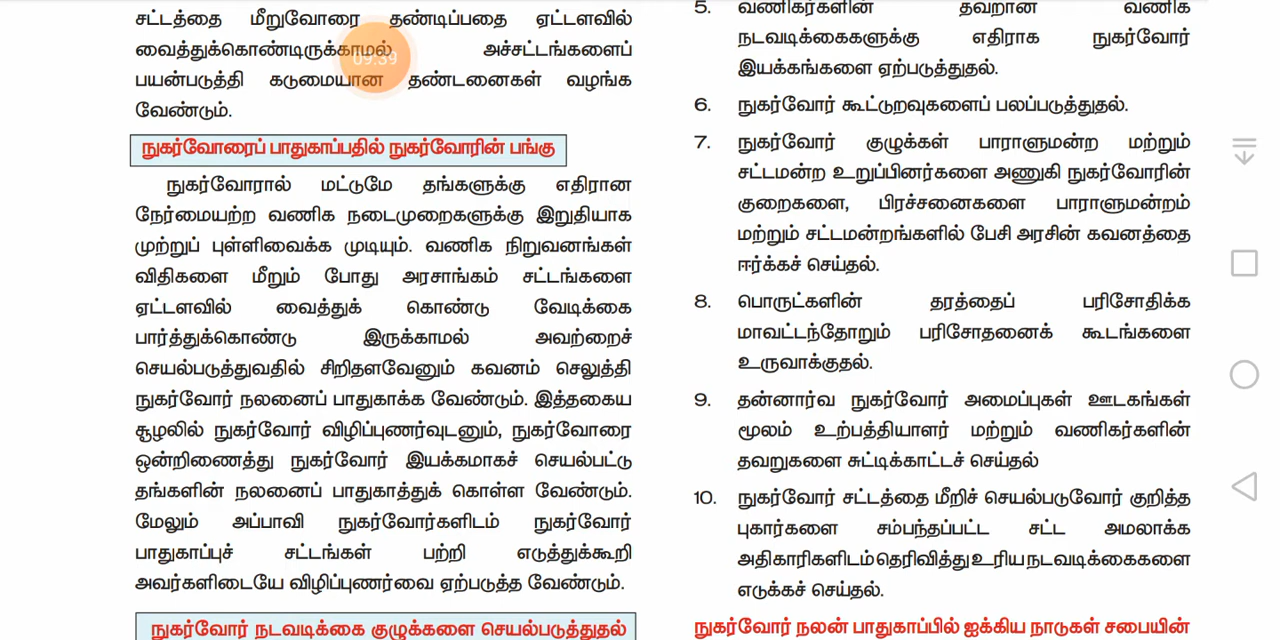 சட்டத்தை மீறுவோரை தண்டிப்பதை ஏட்டளவில்
வைத்துக்கொண்டிருக்காமல் அச்சட்டங்களைப்
பயன்படுத்தி கடுமையான தண்டனைகள் வழங்க
வேண்டும்.
09:39
நுகர்வோரைப் பாதுகாப்பதில் நுகர்வோரின் பங்கு
நுகர்வோரால் மட்டுமே தங்களுக்கு எதிரான
நேர்மையற்ற வணிக நடைமுறைகளுக்கு இறுதியாக
முற்றுப் புள்ளிவைக்க முடியும். வணிக நிறுவனங்கள்
விதிகளை மீறும் போது அரசாங்கம் சட்டங்களை
ஏட்டளவில் வைத்துக் கொண்டு வேடிக்கை
பார்த்துக்கொண்டு இருக்காமல் அவற்றைச்
செயல்படுத்துவதில் சிறிதளவேனும் கவனம் செலுத்தி
நுகர்வோர் நலனைப் பாதுகாக்க வேண்டும். இத்தகைய
சூழலில் நுகர்வோர் விழிப்புணர்வுடனும், நுகர்வோரை
ஒன்றிணைத்து நுகர்வோர் இயக்கமாகச் செயல்பட்டு
தங்களின் நலனைப் பாதுகாத்துக் கொள்ள வேண்டும்.
மேலும் அப்பாவி நுகர்வோர்களிடம் நுகர்வோர்
பாதுகாப்புச் சட்டங்கள் பற்றி எடுத்துக்கூறி
அவர்களிடையே விழிப்புணர்வை ஏற்படுத்த வேண்டும்.
நுகர்வோர் நடவடிக்கை குழுக்களை செயல்படுத்துதல்
5. வணிகர்களின் தவறான வணிக
நடவடிக்கைகளுக்கு எதிராக நுகர்வோர்
இயக்கங்களை ஏற்படுத்துதல்.
6. நுகர்வோர் கூட்டுறவுகளைப் பலப்படுத்துதல்.
7. நுகர்வோர் குழுக்கள் பாராளுமன்ற மற்றும்
சட்டமன்ற உறுப்பினர்களை அணுகி நுகர்வோரின்
குறைகளை, பிரச்சனைகளை பாராளுமன்றம்
மற்றும் சட்டமன்றங்களில் பேசி அரசின் கவனத்தை
ஈர்க்கச் செய்தல்.
8. பொருட்களின் தரத்தைப் பரிசோதிக்க
மாவட்டந்தோறும் பரிசோதனைக் கூடங்களை
உருவாக்குதல்.
9. தன்னார்வ நுகர்வோர் அமைப்புகள் ஊடகங்கள்
மூலம் உற்பத்தியாளர் மற்றும் வணிகர்களின்
தவறுகளை சுட்டிக்காட்டச் செய்தல்
10. நுகர்வோர் சட்டத்தை மீறிச் செயல்படுவோர் குறித்த
புகார்களை சம்பந்தப்பட்ட சட்ட அமலாக்க
அதிகாரிகளிடம் தெரிவித்து உரிய நடவடிக்கைகளை
எடுக்கச் செய்தல்.
நுகர்வோர் நலன் பாதுகாப்பில் ஐக்கிய நாடுகள் சபையின்